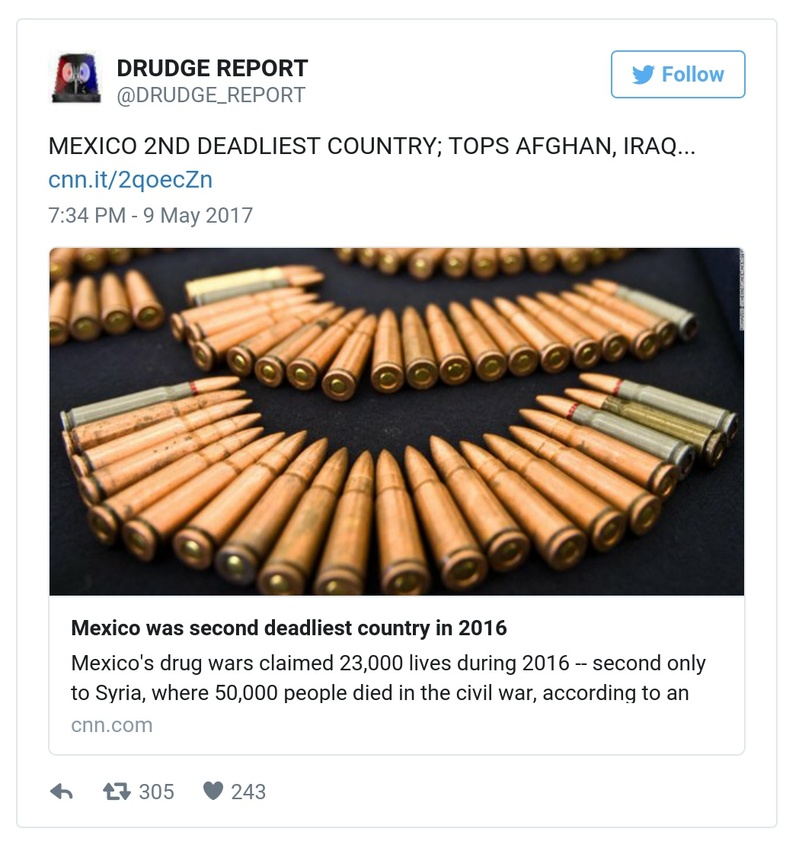 DRUDGE REPORT
Follow
@DRUDGE_REPORT
MEXICO 2ND DEADLIEST COUNTRY; TOPS AFGHAN, IRAQ...
cnn.it/2qoecZn
7:34 PM - 9 May 2017
Mexico was second deadliest country in 2016
Mexico's drug wars claimed 23,000 lives during 2016 -- second only
to Syria, where 50,000 people died in the civil war, according to an
cnn.com
305 243